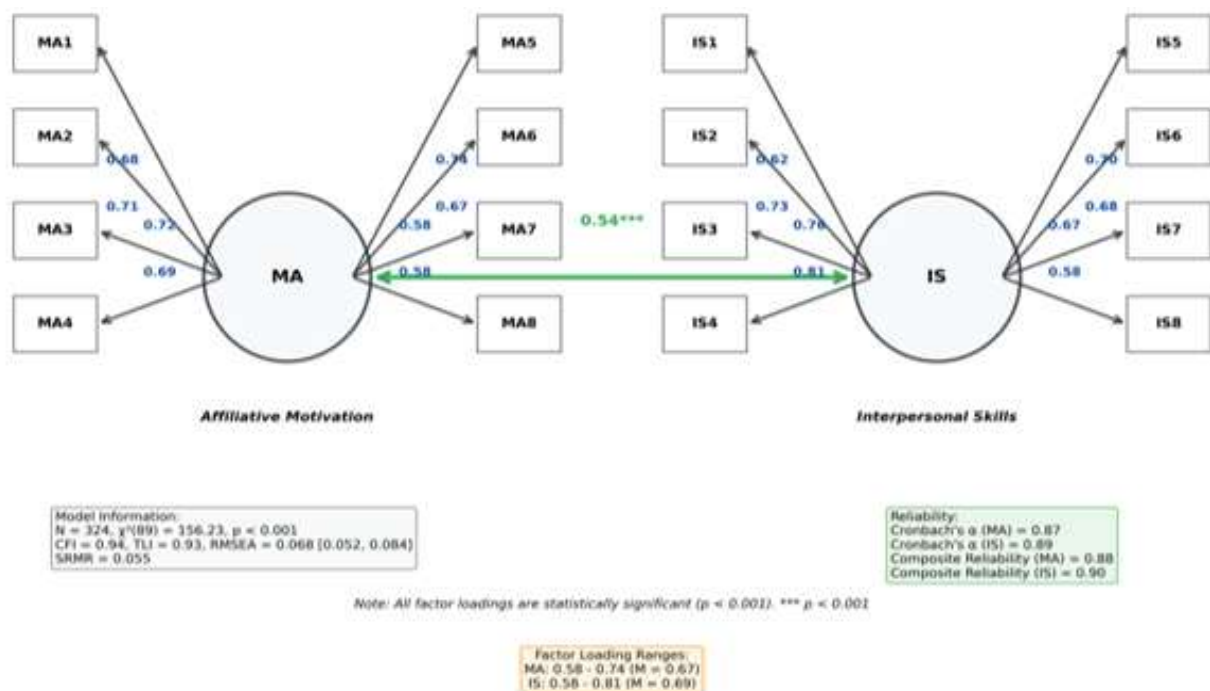 MA1
MA5
IS1
IS5
MA2
MA6
IS2
IS6
0.68
0.74
0.62
0.70
0.71
0.67
0.73
0.68
MA3
0.72
0.58
MA7
0.54***
IS3
0.76
0.67
IS7
0.69
MA
0.58
0.81
IS
0.58
MA4
MA8
IS4
IS8
Affiliative Motivation
Interpersonal Skills
Model Information:
N = 324, χ²(89) = 156.23, p < 0.001
CFI = 0.94, TLI = 0.93, RMSEA = 0.068 [0.052, 0.084]
SRMR = 0.055
Reliability:
Cronbach's α (MA) = 0.87
Cronbach's α (IS) = 0.89
Composite Reliability (MA) = 0.88
Composite Reliability (IS) = 0.90
Note: All factor loadings are statistically significant (p < 0.001). *** p < 0.001
Factor Loading Ranges:
MA: 0.58 - 0.74 (M = 0.67)
IS: 0.58 - 0.81 (M = 0.69)